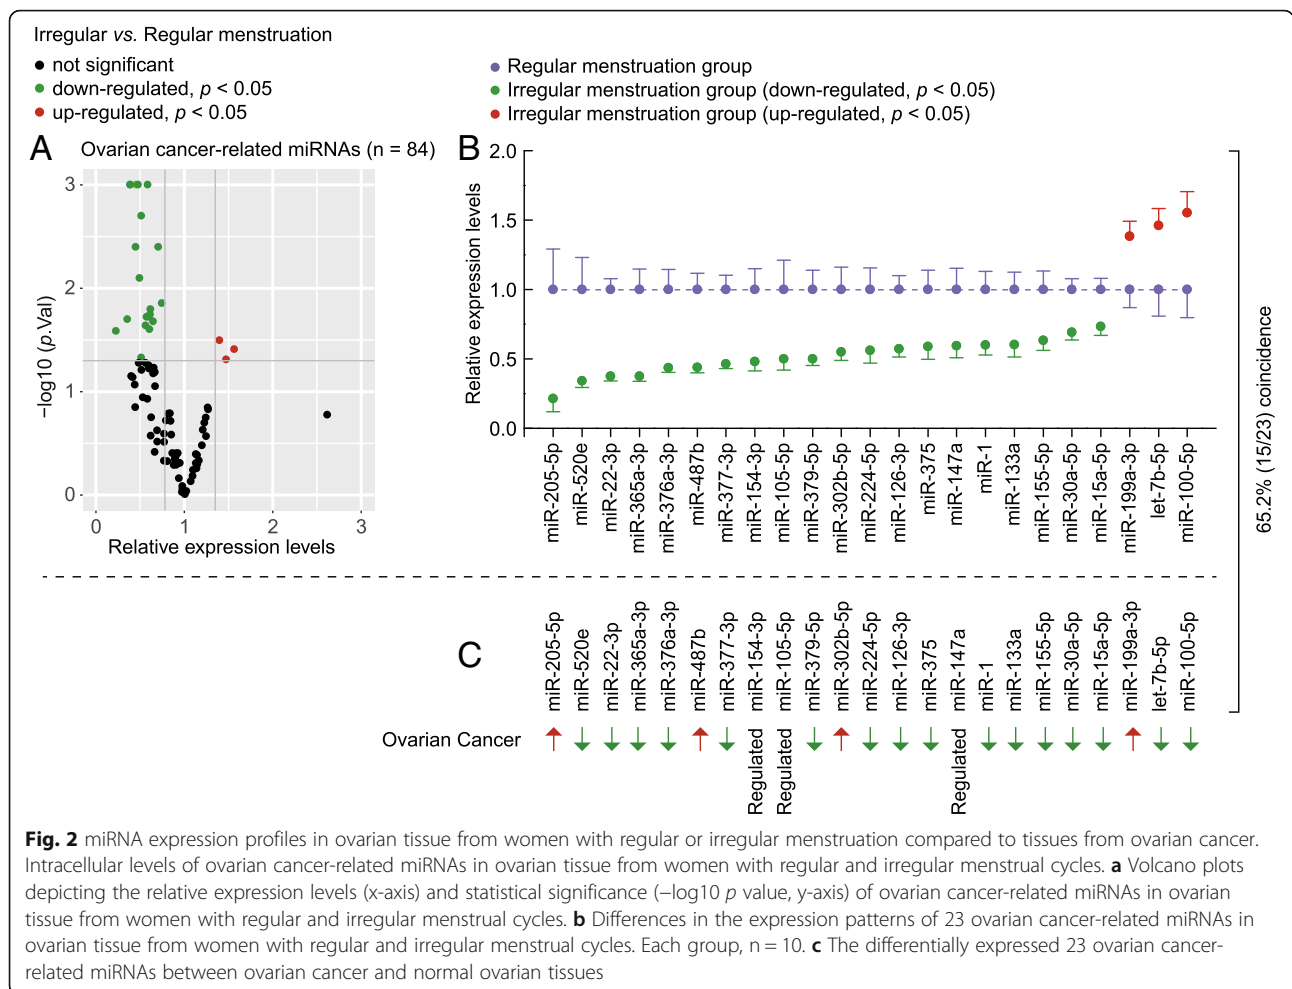 Irregular vs. Regular menstruation
not significant
down-regulated, p < 0.05
up-regulated, p < 0.05
Regular menstruation group
Irregular menstruation group (down-regulated, p < 0.05)
Irregular menstruation group (up-regulated, p < 0.05)
A
Ovarian cancer-related miRNAs (n = 84)
−log10 (p.Val)
3
2
1
0
0
1
2
3
Relative expression levels
B
Relative expression levels
2.0
1.5
1.0
0.5
0.0
miR-205-5p
miR-520e
miR-22-3p
miR-365a-3p
miR-376a-3p
miR-487b
miR-377-3p
miR-154-3p
miR-105-5p
miR-379-5p
miR-302b-5p
miR-224-5p
miR-126-3p
miR-375
miR-147a
miR-1
miR-133a
miR-155-5p
miR-30a-5p
miR-15a-5p
miR-199a-3p
let-7b-5p
miR-100-5p
65.2% (15/23) coincidence
C
miR-205-5p
miR-520e
miR-22-3p
miR-365a-3p
miR-376a-3p
miR-487b
miR-377-3p
miR-154-3p
miR-105-5p
miR-379-5p
miR-302b-5p
miR-224-5p
miR-126-3p
miR-375
miR-147a
miR-1
miR-133a
miR-155-5p
miR-30a-5p
miR-15a-5p
miR-199a-3p
let-7b-5p
miR-100-5p
Ovarian Cancer
Regulated
Regulated
Regulated
Fig. 2 miRNA expression profiles in ovarian tissue from women with regular or irregular menstruation compared to tissues from ovarian cancer.
Intracellular levels of ovarian cancer-related miRNAs in ovarian tissue from women with regular and irregular menstrual cycles. a Volcano plots
depicting the relative expression levels (x-axis) and statistical significance (−log10 p value, y-axis) of ovarian cancer-related miRNAs in ovarian
tissue from women with regular and irregular menstrual cycles. b Differences in the expression patterns of 23 ovarian cancer-related miRNAs in
ovarian tissue from women with regular and irregular menstrual cycles. Each group, n = 10. c The differentially expressed 23 ovarian cancer-
related miRNAs between ovarian cancer and normal ovarian tissues